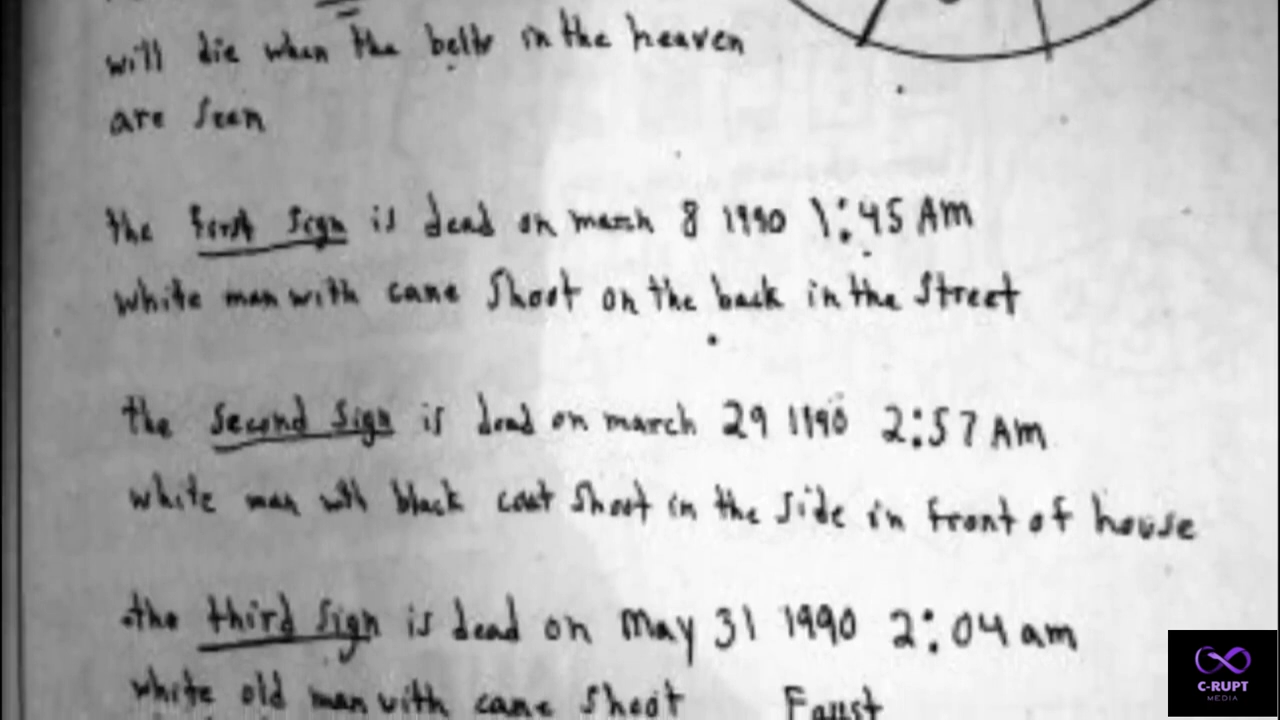 will die when the belts in the heaven
are seen
the first sign is dead on march 8 1990 1:45 AM
white man with cane shoot on the back in the street
the second sign is dead on march 29 1990 2:57 AM
white man with black coat shoot in the side in front of house
the third sign is dead on May 31 1990 2:04 am
white old man with cane shoot Faust
C-RUPT
MEDIA